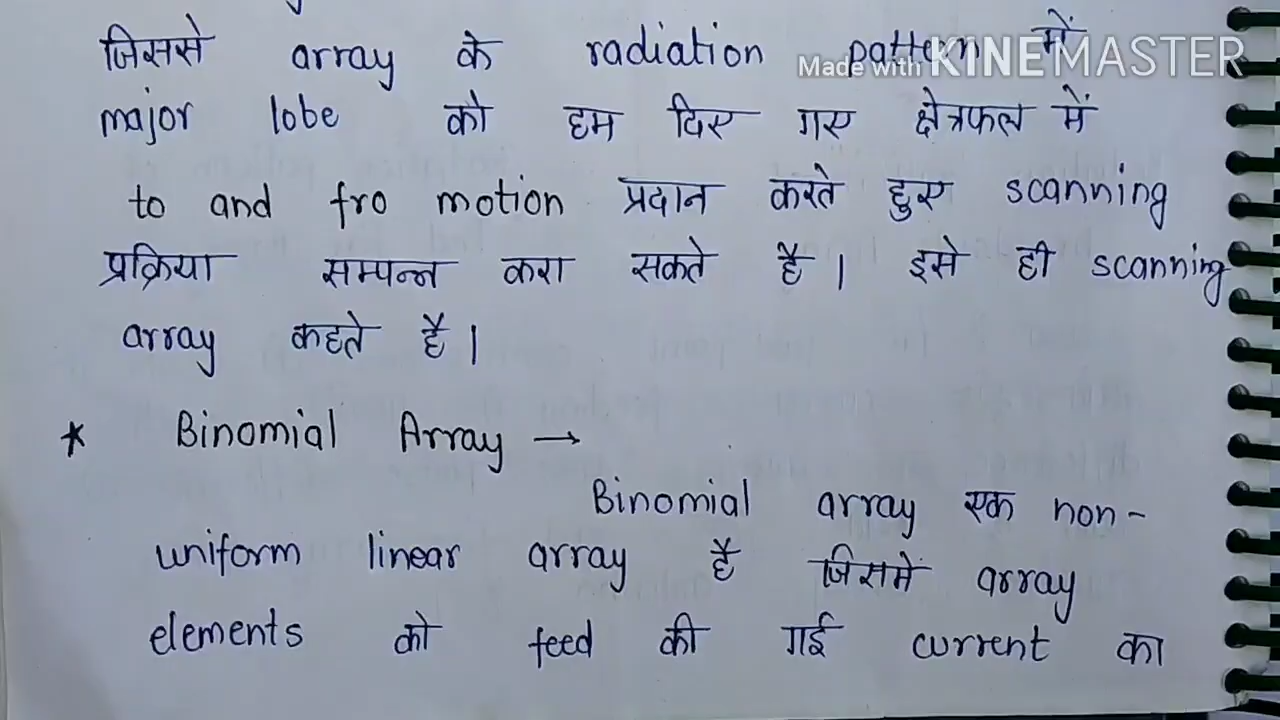 जिससे array के radiation pattern में
Made with KINEMASTER
major lobe को हम दिए गए क्षेत्रफल में
to and fro motion प्रदान करते हुए scanning
प्रक्रिया सम्पन्न करा सकते है। इसे ही scanning
array कहते है।
* Binomial Array →
Binomial array एक non-
uniform linear array है जिसमें array
elements को feed की गई current का